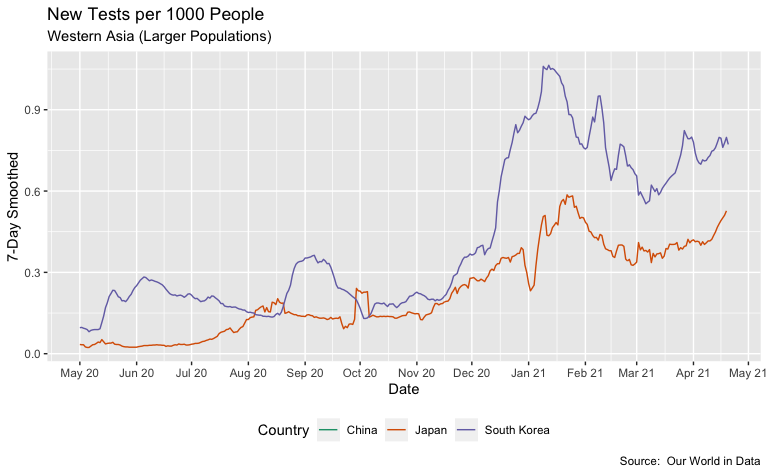 New Tests per 1000 People
Western Asia (Larger Populations)
7-Day Smoothed
0.9
0.6
0.3
0.0
May 20 Jun 20 Jul 20 Aug 20 Sep 20 Oct 20 Nov 20 Dec 20 Jan 21 Feb 21 Mar 21 Apr 21 May 21
Date
Country China Japan South Korea
Source: Our World in Data